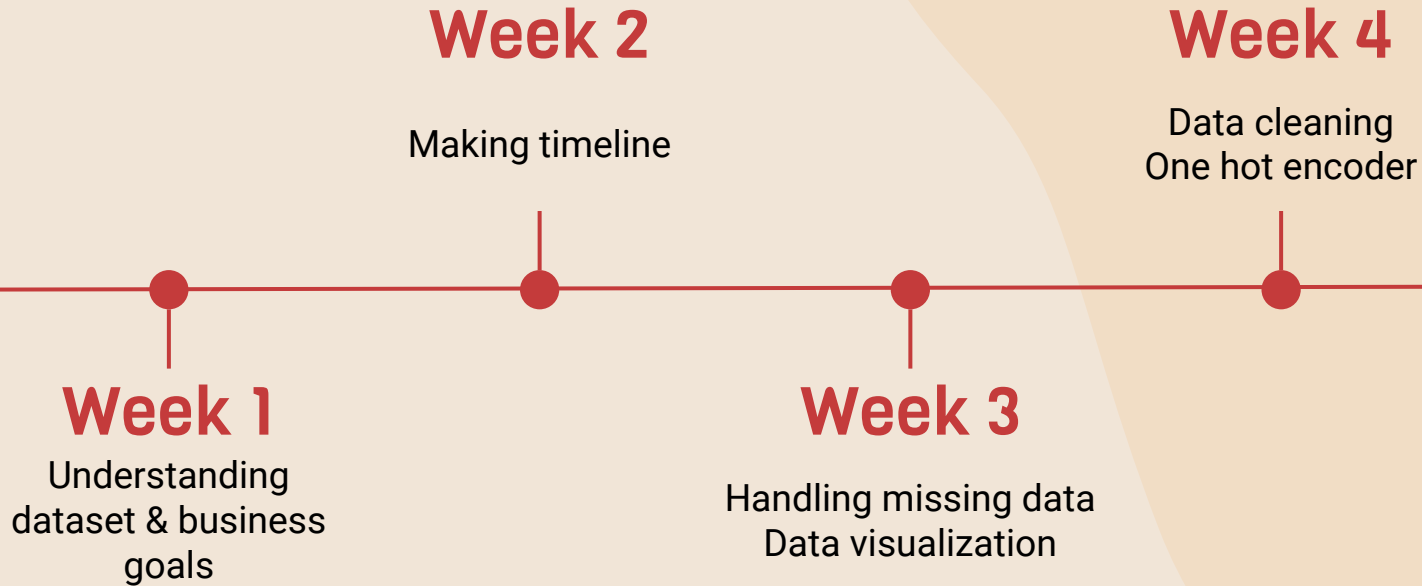 Week 2
Making timeline
Week 4
Data cleaning
One hot encoder
Week 1
Understanding
dataset & business
goals
Week 3
Handling missing data
Data visualization